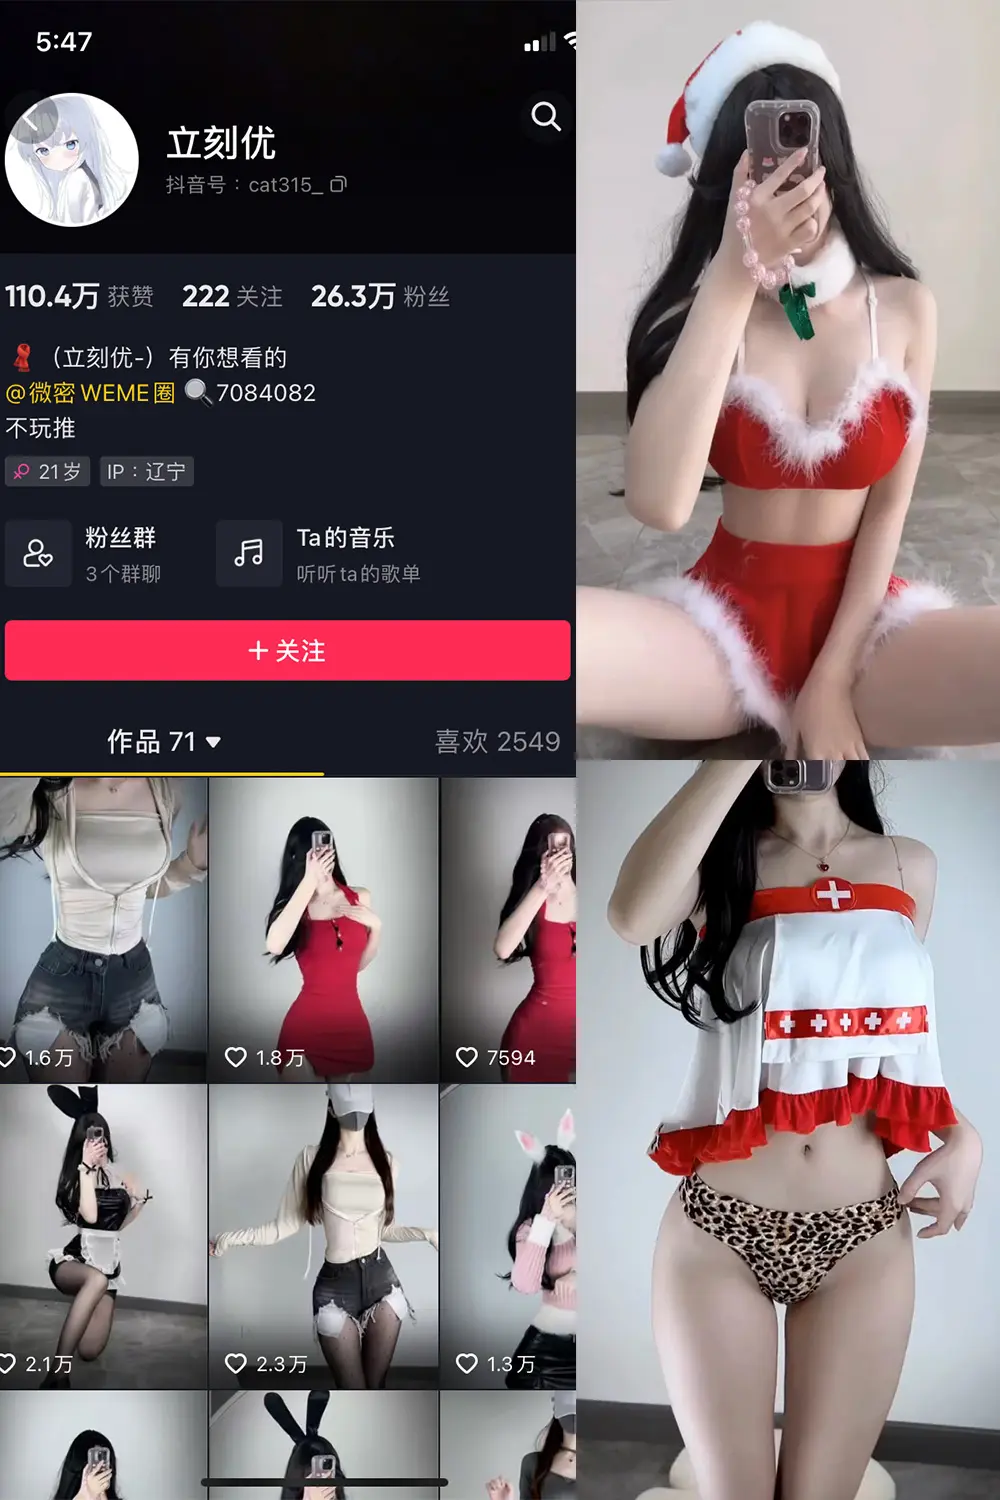 5:47
立刻优
抖音号：cat315_
110.4万 获赞 222 关注 26.3万 粉丝
（立刻优-）有你想看的
@微密 WEME 圈 🔍7084082
不玩推
21岁 IP：辽宁
粉丝群 Ta的音乐
3个群聊 听听ta的歌单
+ 关注
作品 71 喜欢 2549
1.6万 1.8万 7594
2.1万 2.3万 1.3万